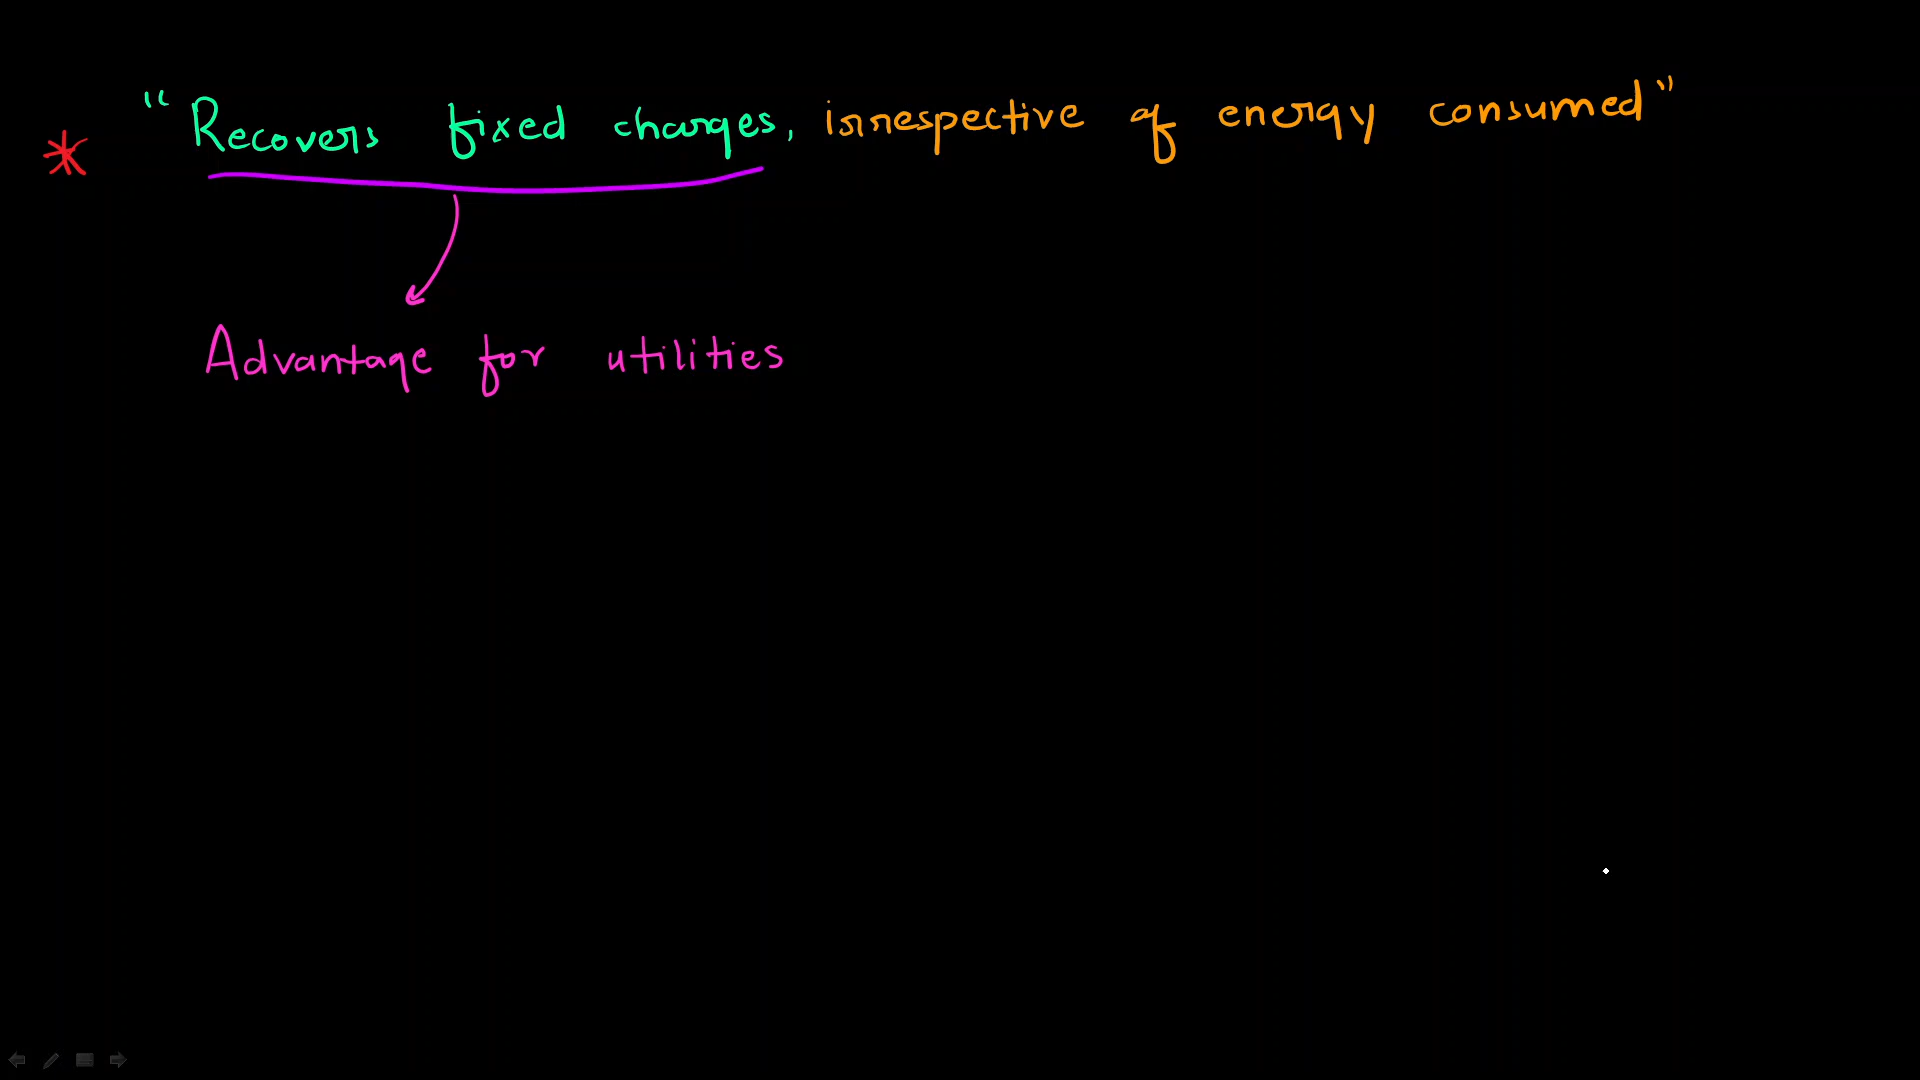 * "Recovers fixed charges, irrespective of energy consumed"
Advantage for utilities